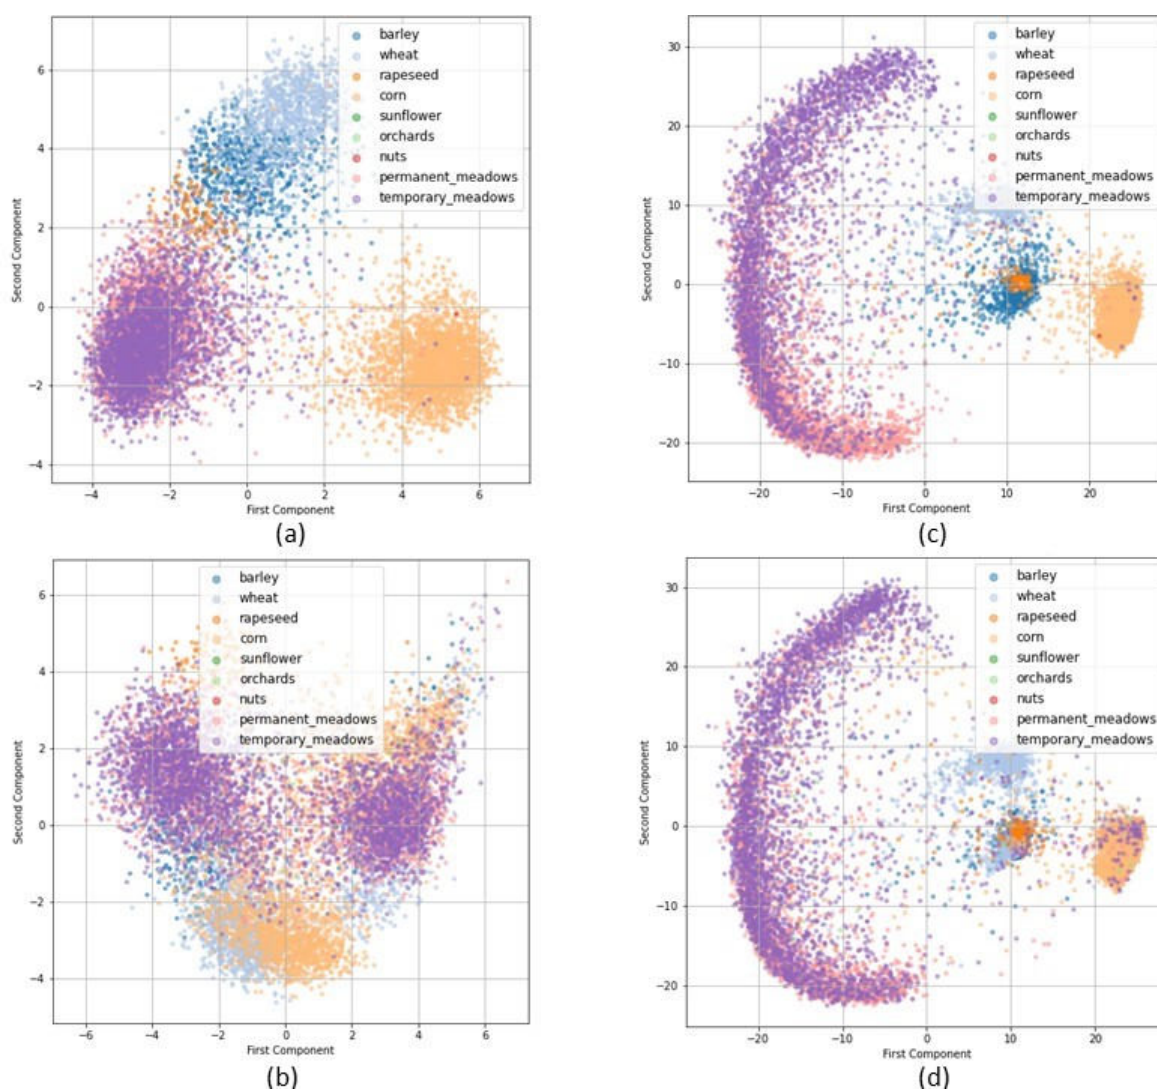 barley
wheat
rapeseed
corn
sunflower
orchards
nuts
permanent_meadows
temporary_meadows
Second Component
6
4
2
0
−2
−4
−4
−2
0
2
4
6
First Component
(a)
barley
wheat
rapeseed
corn
sunflower
orchards
nuts
permanent_meadows
temporary_meadows
Second Component
30
20
10
0
−10
−20
−20
−10
0
10
20
First Component
(c)
barley
wheat
rapeseed
corn
sunflower
orchards
nuts
permanent_meadows
temporary_meadows
Second Component
6
4
2
0
−2
−4
−6
−4
−2
0
2
4
6
First Component
(b)
barley
wheat
rapeseed
corn
sunflower
orchards
nuts
permanent_meadows
temporary_meadows
Second Component
30
20
10
0
−10
−20
−20
−10
0
10
20
First Component
(d)